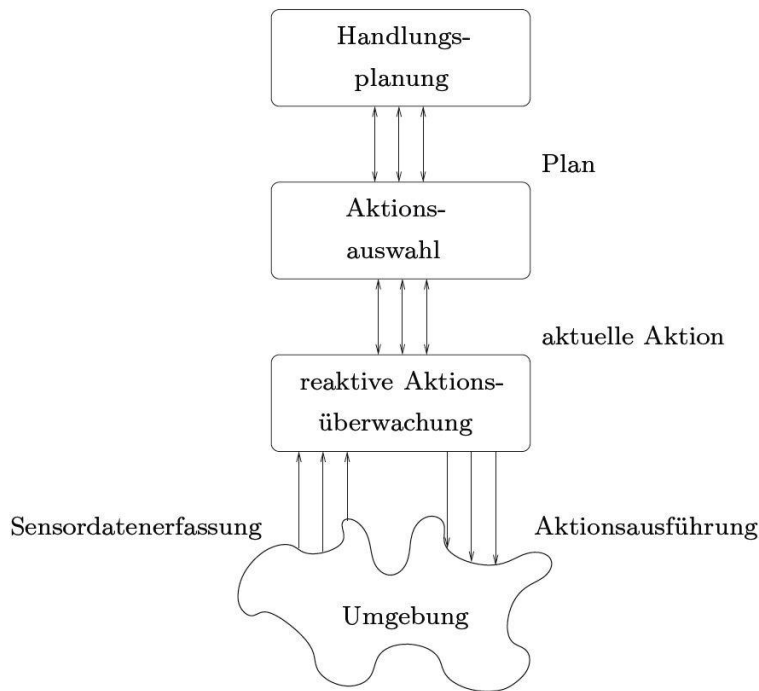 Handlungs-
planung
Plan
Aktions-
auswahl
aktuelle Aktion
reaktive Aktions-
überwachung
Sensordatenerfassung
Aktionsausführung
Umgebung